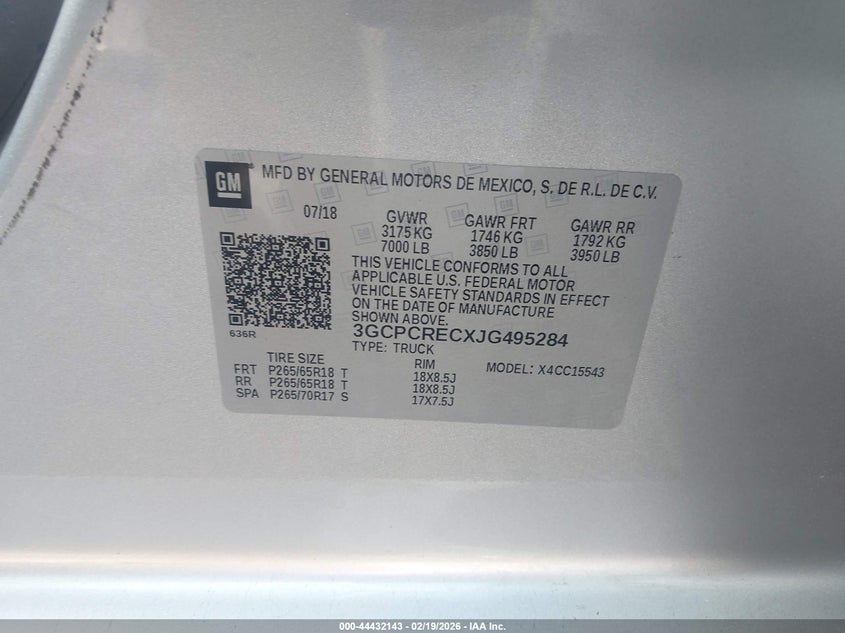 GM
MFD BY GENERAL MOTORS DE MEXICO, S. DE R.L. DE C.V.
07/18
GVWR GAWR FRT GAWR RR
3175 KG 1746 KG 1792 KG
7000 LB 3850 LB 3950 LB
THIS VEHICLE CONFORMS TO ALL
APPLICABLE U.S. FEDERAL MOTOR
VEHICLE SAFETY STANDARDS IN EFFECT
ON THE DATE OF MANUFACTURE
SHOWN ABOVE.
636R
3GCPCRECXJG495284
TYPE: TRUCK
TIRE SIZE RIM MODEL: X4CC15543
FRT P265/65R18 T 18X8.5J
RR P265/65R18 T 18X8.5J
SPA P265/70R17 S 17X7.5J
000-44432143 - 02/19/2026 - IAA Inc.